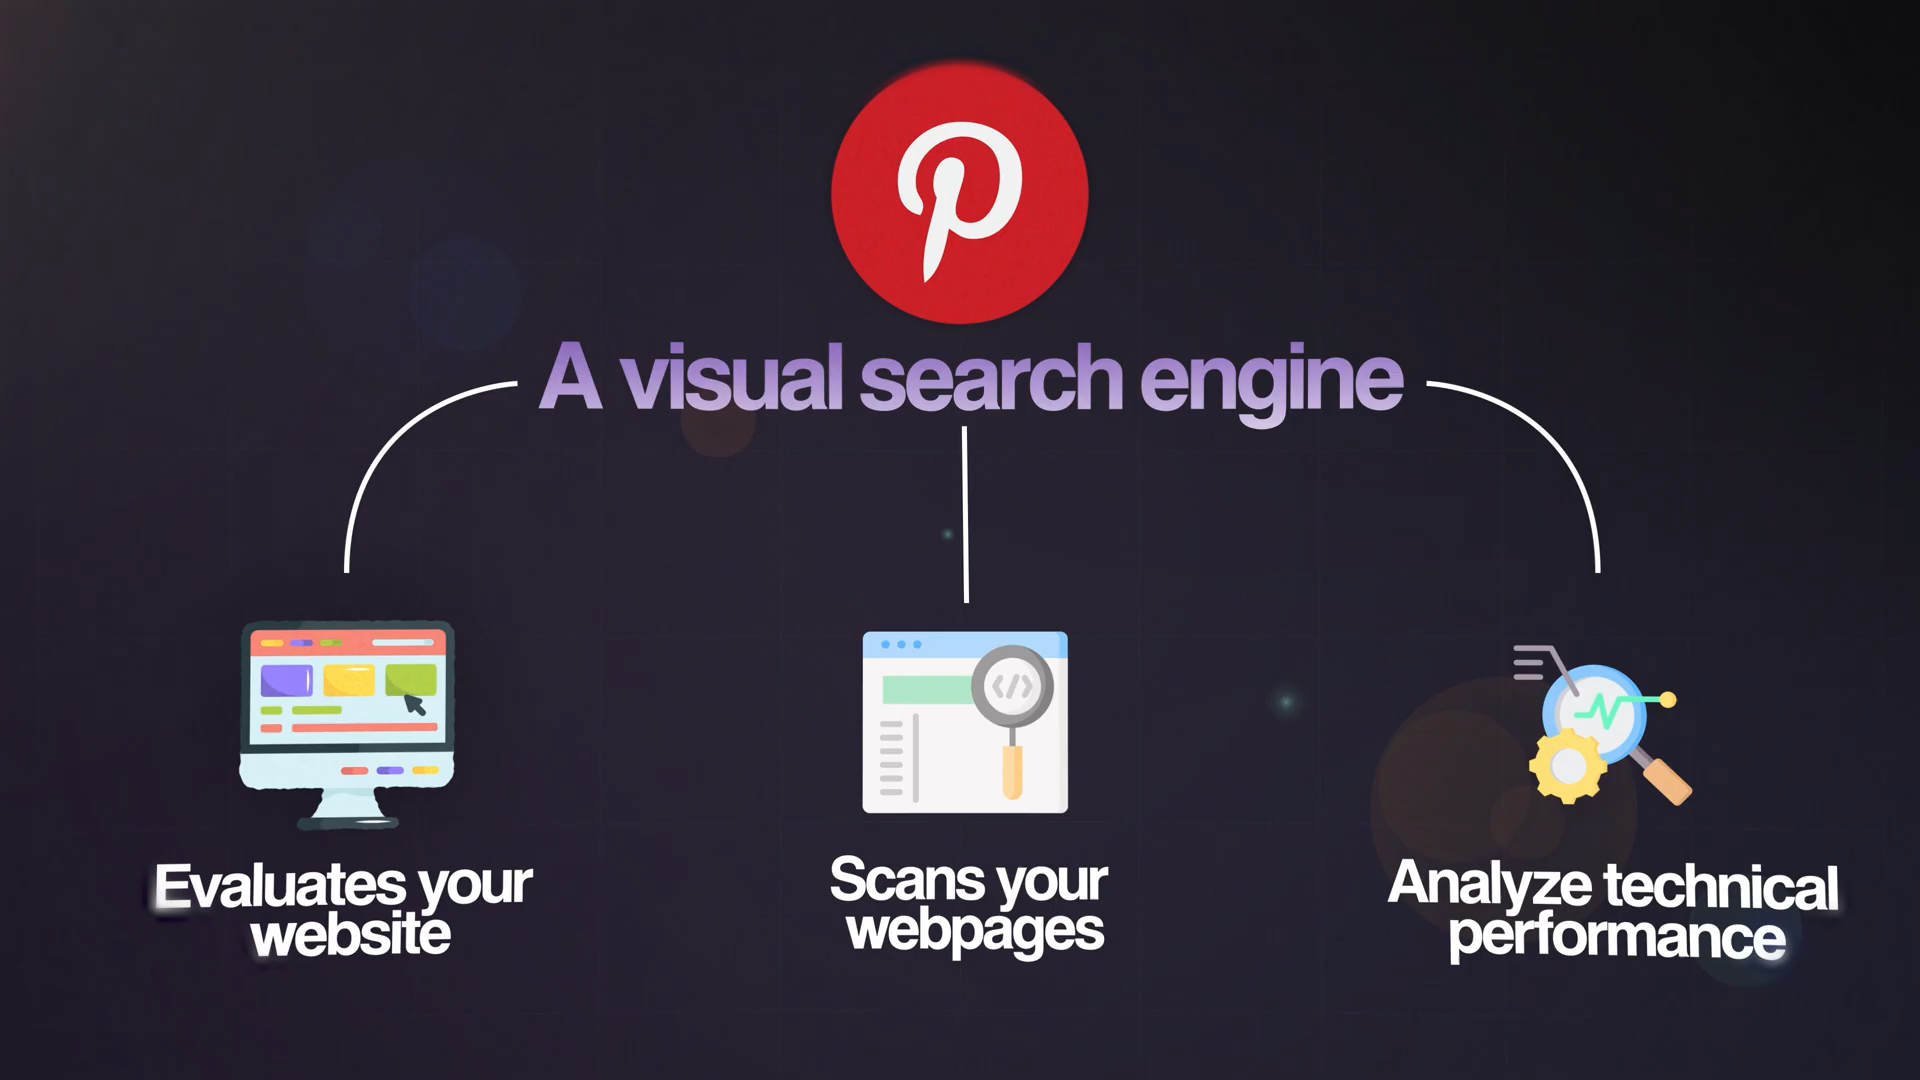 A visual search engine
Evaluates your
website
Scans your
webpages
Analyze technical
performance